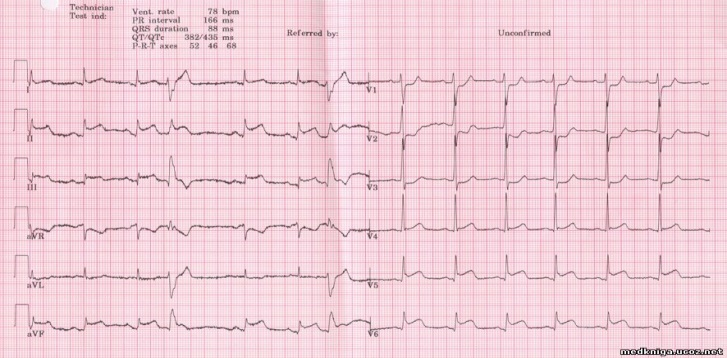 Technician
Test ind:
Vent. rate 78 bpm
PR interval 166 ms
QRS duration 88 ms
QT/QTc 382/435 ms
P-R-T axes 52 46 68
Referred by:
Unconfirmed
I
V1
II
V2
III
V3
aVR
V4
aVL
V5
aVF
V6
medkniga.ucoz.net